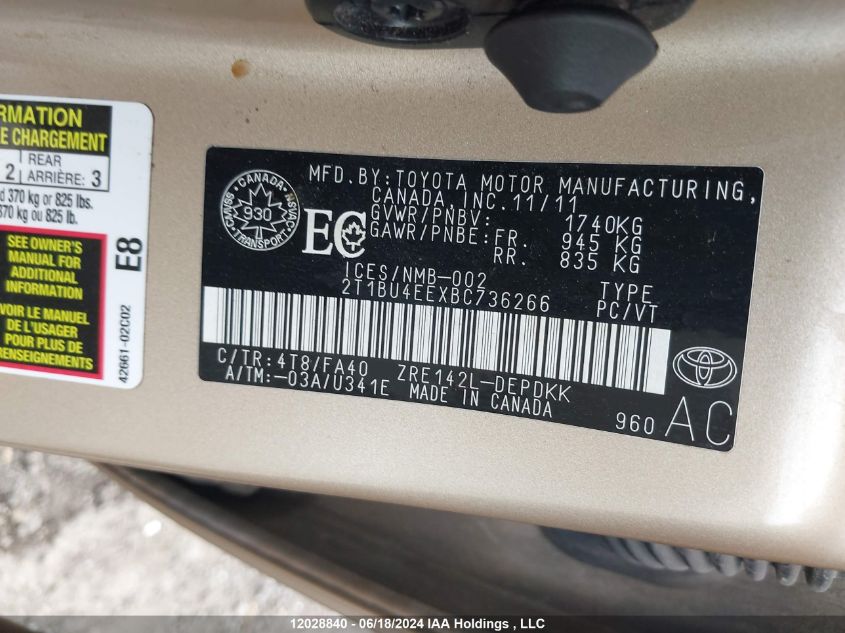 RMATION
E CHARGEMENT
2 REAR
ARRIÈRE: 3
d 370 kg or 825 lbs.
370 kg ou 825 lb.
SEE OWNER'S
MANUAL FOR
ADDITIONAL
INFORMATION
VOIR LE MANUEL
DE L'USAGER
POUR PLUS DE
RENSEIGNEMENTS
E8
42661-02C02
CANADA
CMVSS 930 NSVAC
TRANSPORT
EC
MFD.BY:TOYOTA MOTOR MANUFACTURING,
CANADA,INC.11/11
GVWR/PNBV: 1740KG
GAWR/PNBE:FR. 945 KG
RR. 835 KG
ICES/NMB-002
2T1BU4EEXBC736266 TYPE
PC/VT
C/TR:4T8/FA40 ZRE142L-DEPDKK
A/TM:-03A/U341E MADE IN CANADA
960 AC
12028840 - 06/18/2024 IAA Holdings , LLC